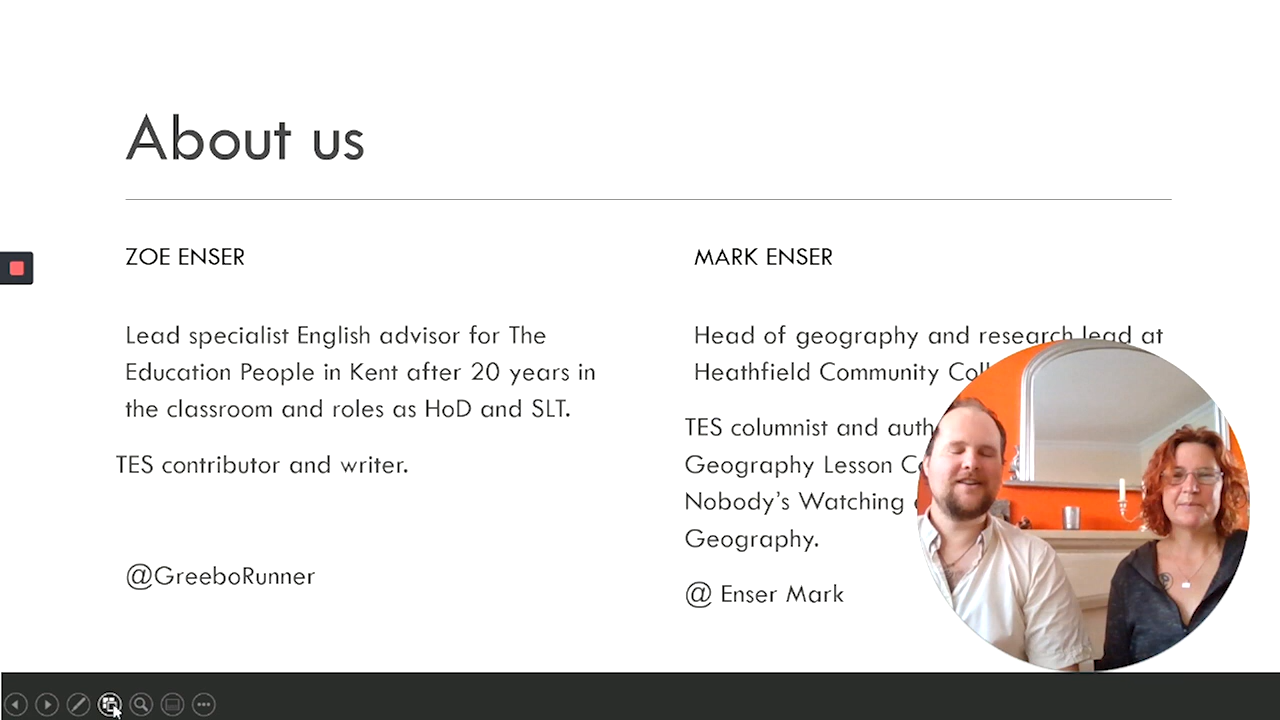 About us
ZOE ENSER
Lead specialist English advisor for The
Education People in Kent after 20 years in
the classroom and roles as HoD and SLT.
TES contributor and writer.
@GreeboRunner
MARK ENSER
Head of geography and research lead at
Heathfield Community
TES columnist and
Geography Lesson
Nobody's Watching
Geography.
@ Enser Mark